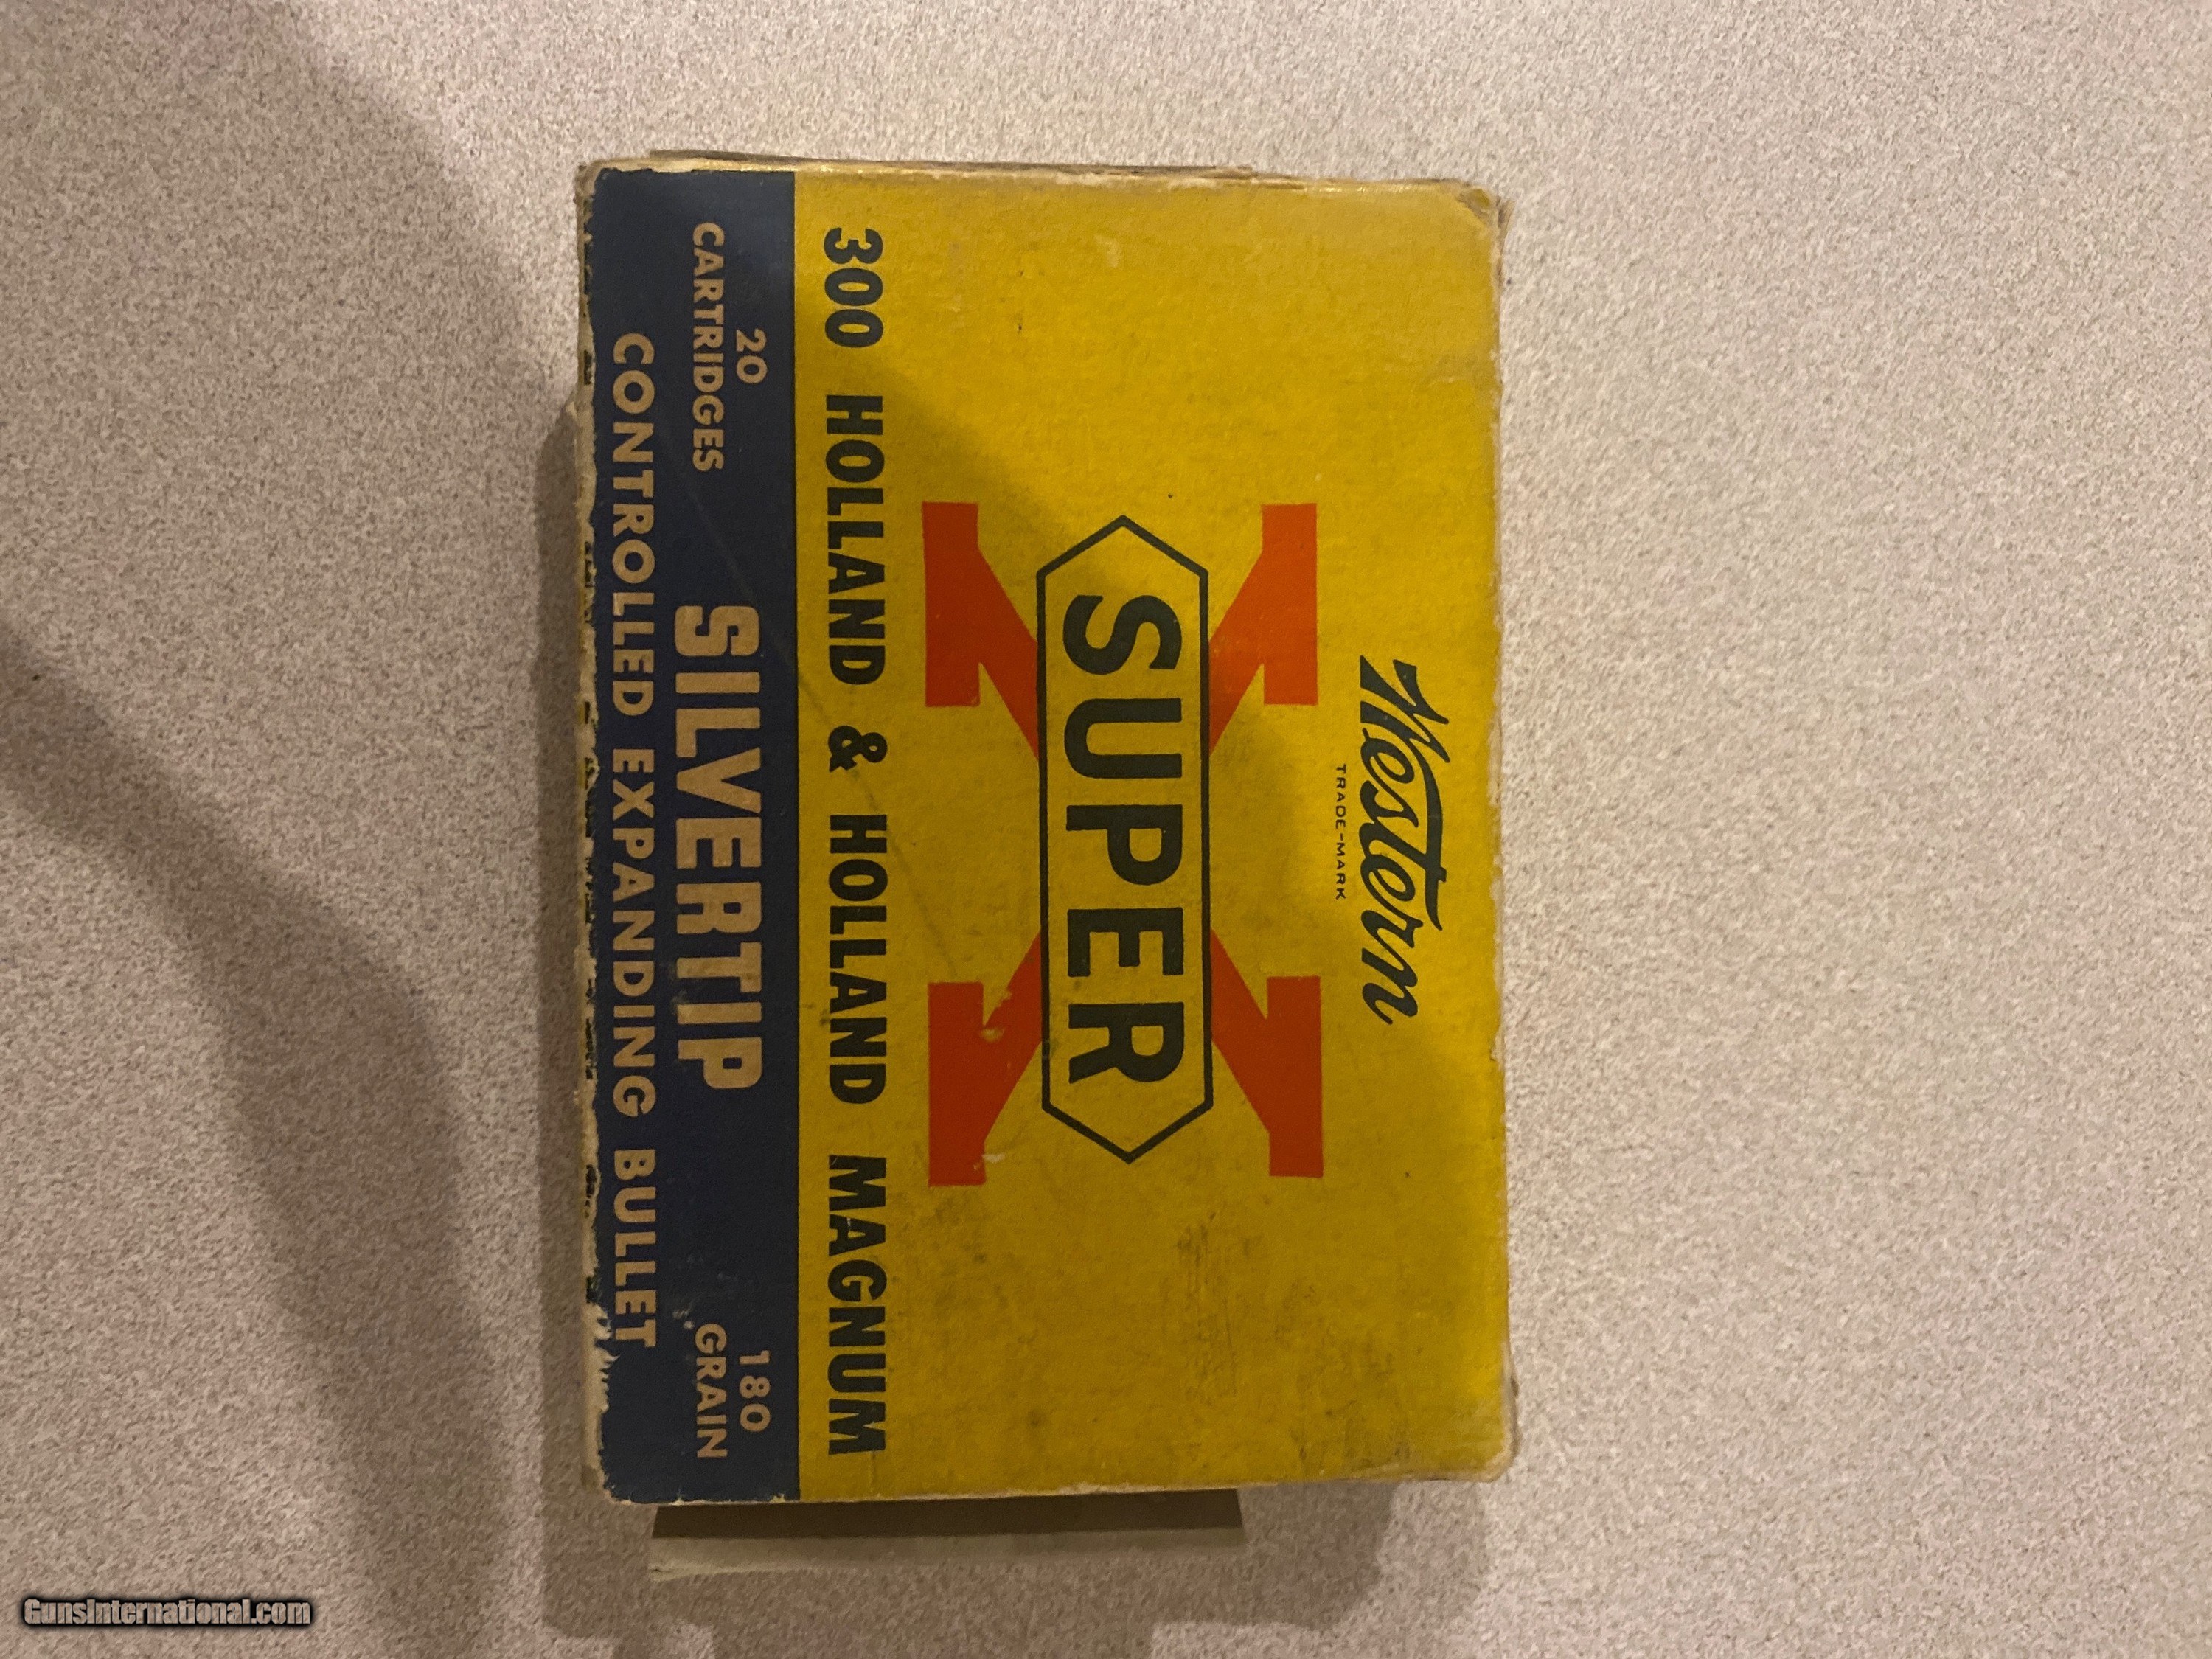 Western
TRADE-MARK
SUPER
X
300 HOLLAND & HOLLAND MAGNUM
20
CARTRIDGES
SILVERTIP
180
GRAIN
CONTROLLED EXPANDING BULLET
GunsInternational.com